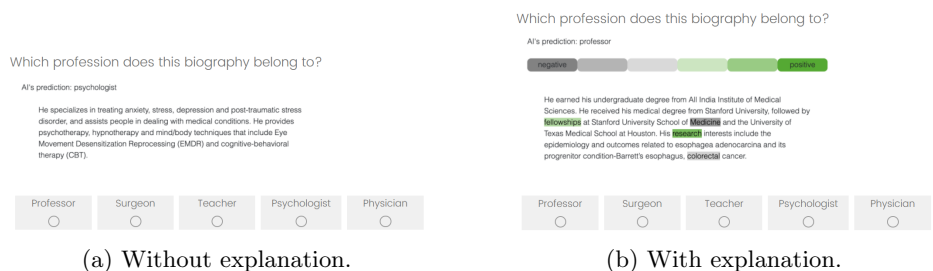 Which profession does this biography belong to?
AI's prediction: psychologist
He specializes in treating anxiety, stress, depression and post-traumatic stress
disorder, and assists people in dealing with medical conditions. He provides
psychotherapy, hypnotherapy and mind/body techniques that include Eye
Movement Desensitization Reprocessing (EMDR) and cognitive-behavioral
therapy (CBT).
Professor Surgeon Teacher Psychologist Physician
(a) Without explanation.
Which profession does this biography belong to?
AI's prediction: professor
negative positive
He earned his undergraduate degree from All India Institute of Medical
Sciences. He received his medical degree from Stanford University, followed by
fellowships at Stanford University School of Medicine and the University of
Texas Medical School at Houston. His research interests include the
epidemiology and outcomes related to esophagea adenocarcina and its
progenitor condition-Barrett's esophagus, colorectal cancer.
Professor Surgeon Teacher Psychologist Physician
(b) With explanation.